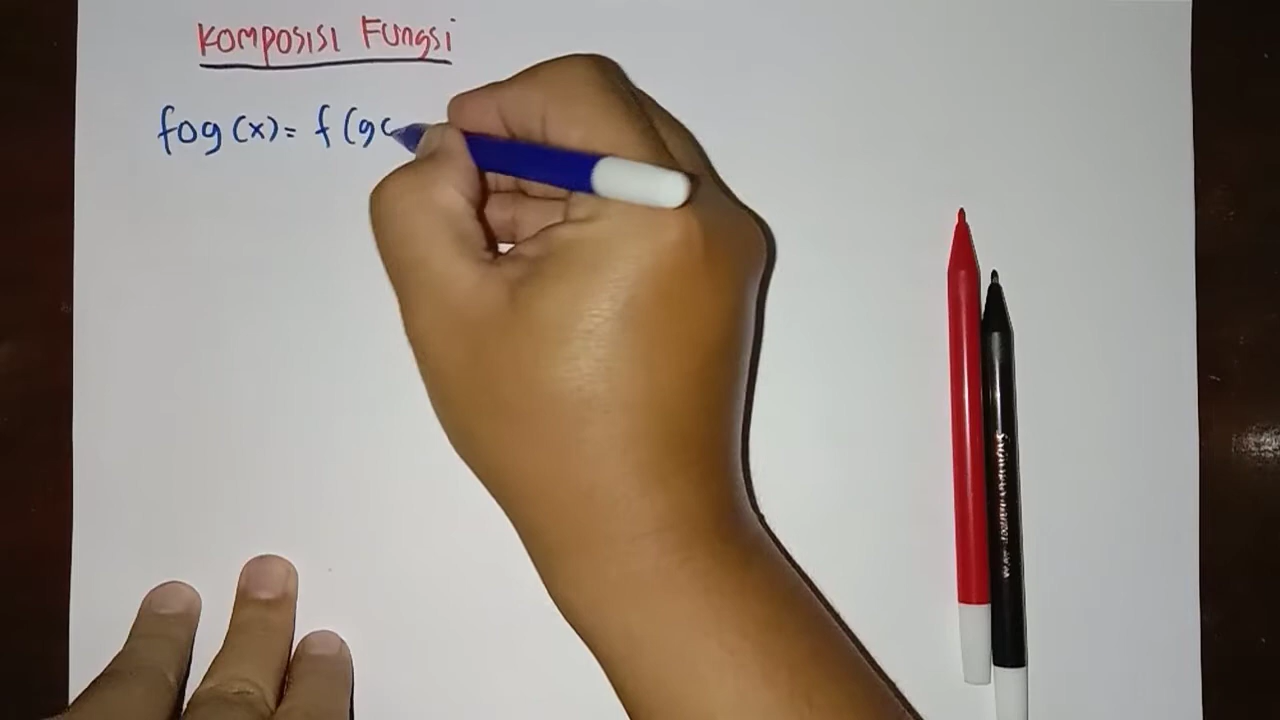 Komposisi Fungsi
fog (x) = f (g(